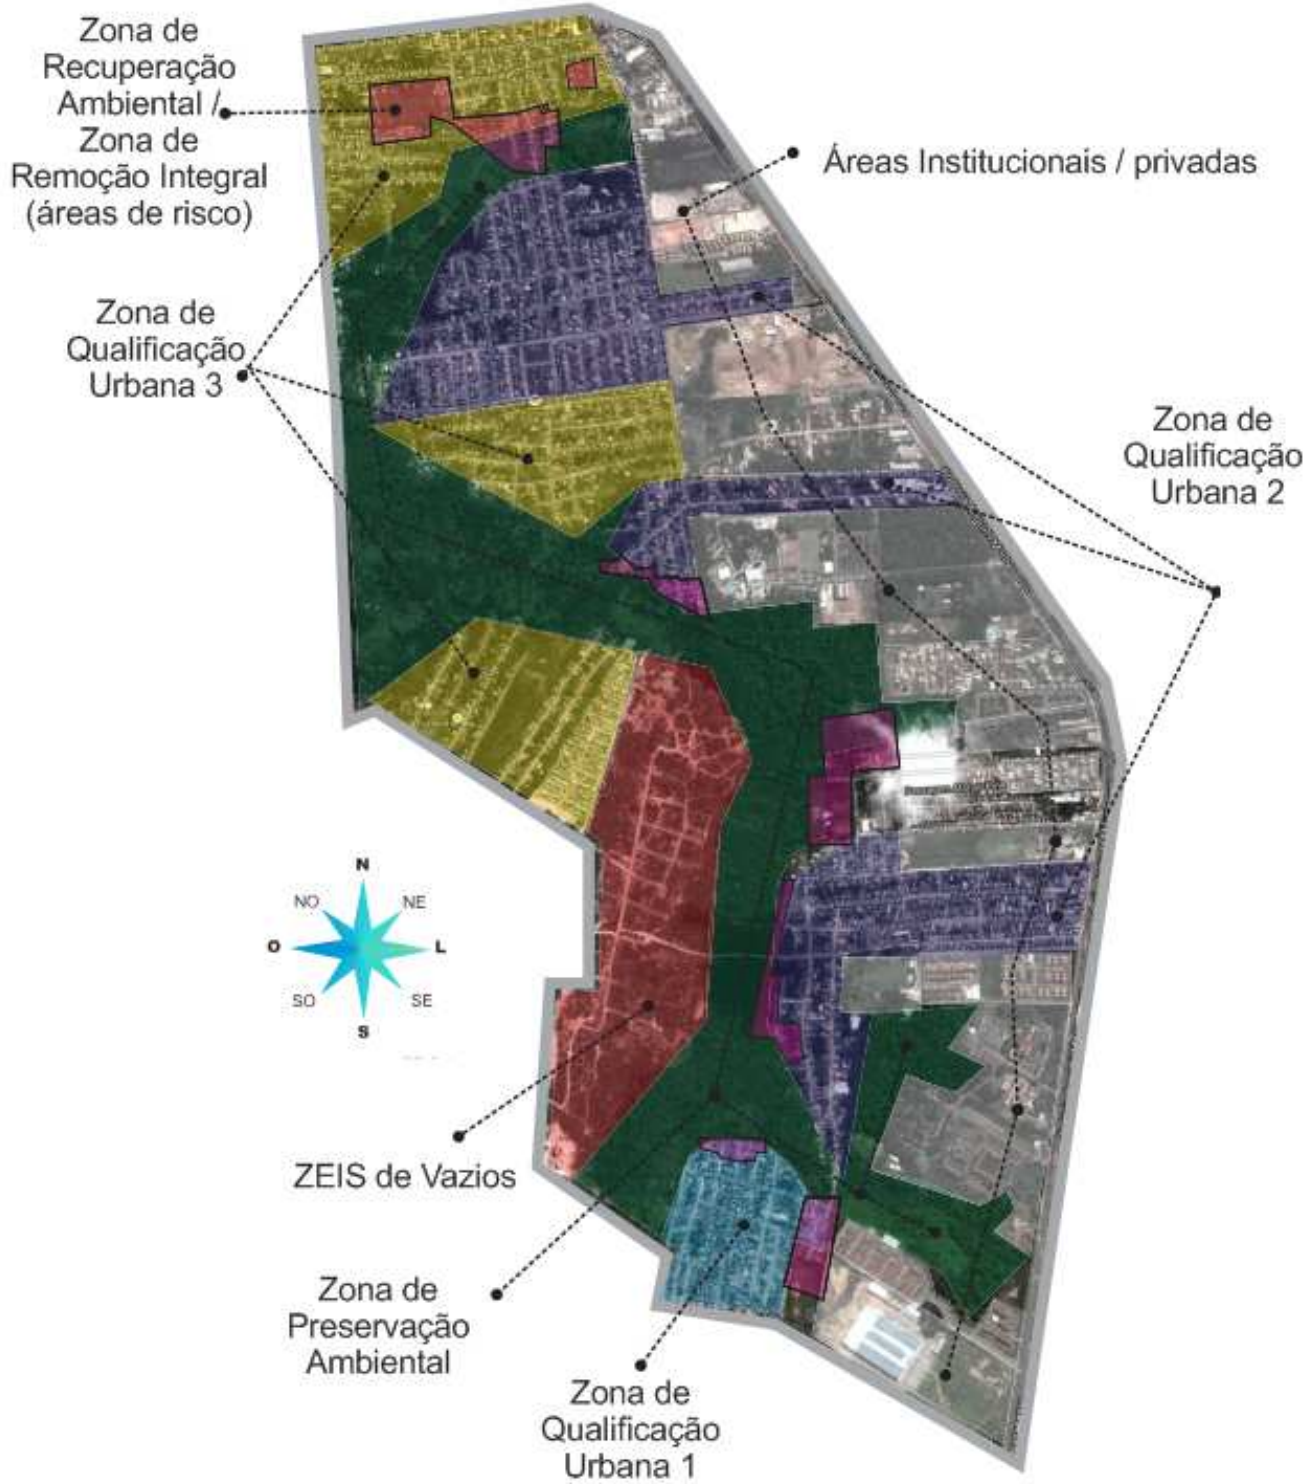 Zona de
Recuperação
Ambiental /
Zona de
Remoção Integral
(áreas de risco)
Áreas Institucionais / privadas
Zona de
Qualificação
Urbana 3
Zona de
Qualificação
Urbana 2
N
NO
NE
O
L
SO
SE
S
ZEIS de Vazios
Zona de
Preservação
Ambiental
Zona de
Qualificação
Urbana 1